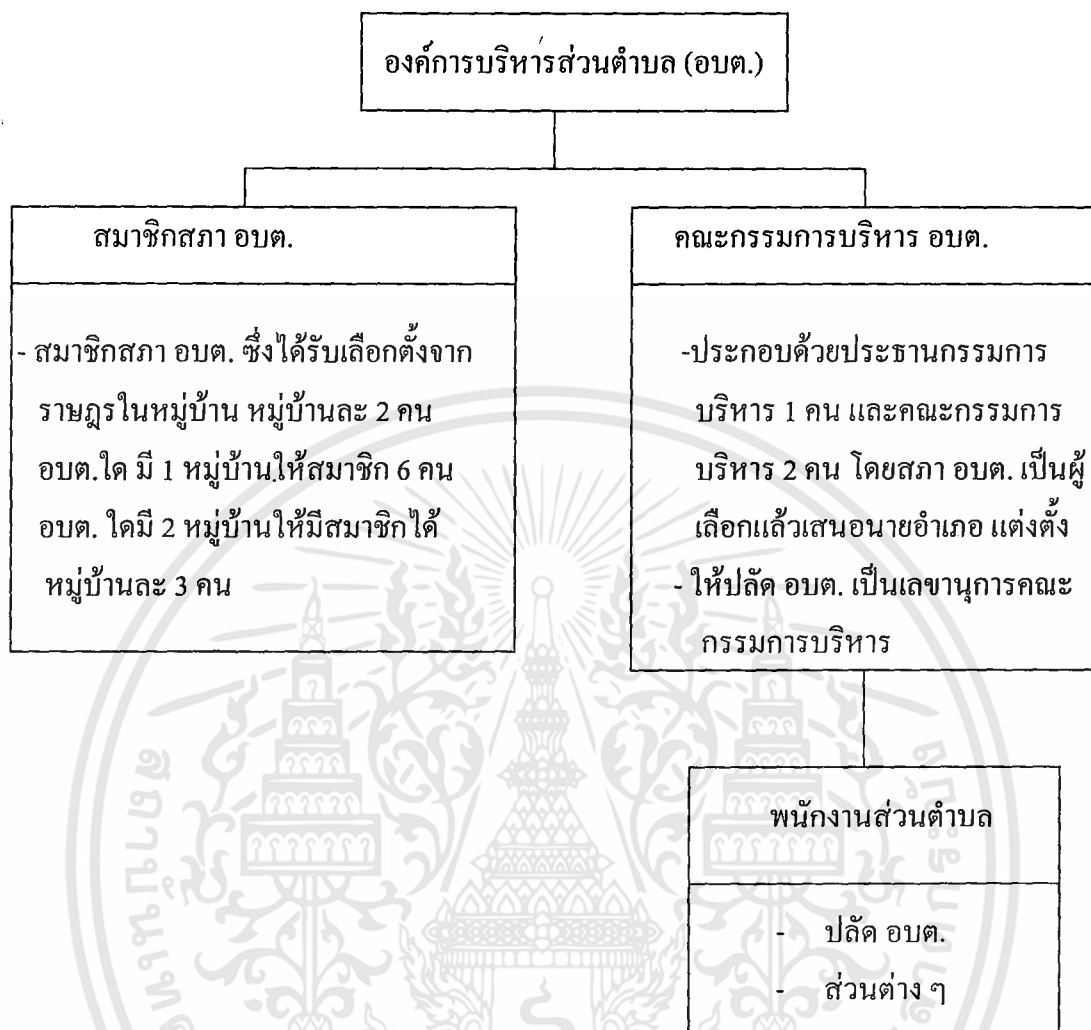 องค์การบริหารส่วนตำบล (อบต.)
สมาชิกสภา อบต.
- สมาชิกสภา อบต. ซึ่งได้รับเลือกตั้งจาก
ราษฎรในหมู่บ้าน หมู่บ้านละ 2 คน
อบต.ใด มี 1 หมู่บ้านให้สมาชิก 6 คน
อบต. ใดมี 2 หมู่บ้านให้มีสมาชิกได้
หมู่บ้านละ 3 คน
คณะกรรมการบริหาร อบต.
-ประกอบด้วยประธานกรรมการ
บริหาร 1 คน และคณะกรรมการ
บริหาร 2 คน โดยสภา อบต. เป็นผู้
เลือกแล้วเสนอนายอำเภอ แต่งตั้ง
- ให้ปลัด อบต. เป็นเลขานุการคณะ
กรรมการบริหาร
พนักงานส่วนตำบล
- ปลัด อบต.
- ส่วนต่าง ๆ